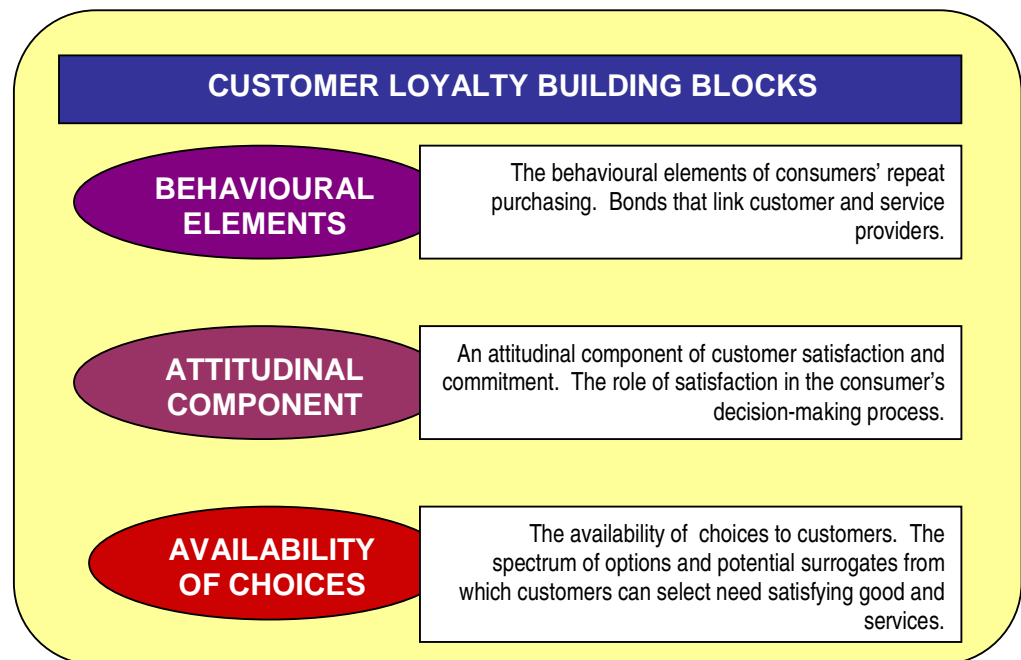 CUSTOMER LOYALTY BUILDING BLOCKS
BEHAVIOURAL
ELEMENTS
The behavioural elements of consumers’ repeat
purchasing. Bonds that link customer and service
providers.
ATTITUDINAL
COMPONENT
An attitudinal component of customer satisfaction and
commitment. The role of satisfaction in the consumer’s
decision-making process.
AVAILABILITY
OF CHOICES
The availability of choices to customers. The
spectrum of options and potential surrogates from
which customers can select need satisfying good and
services.